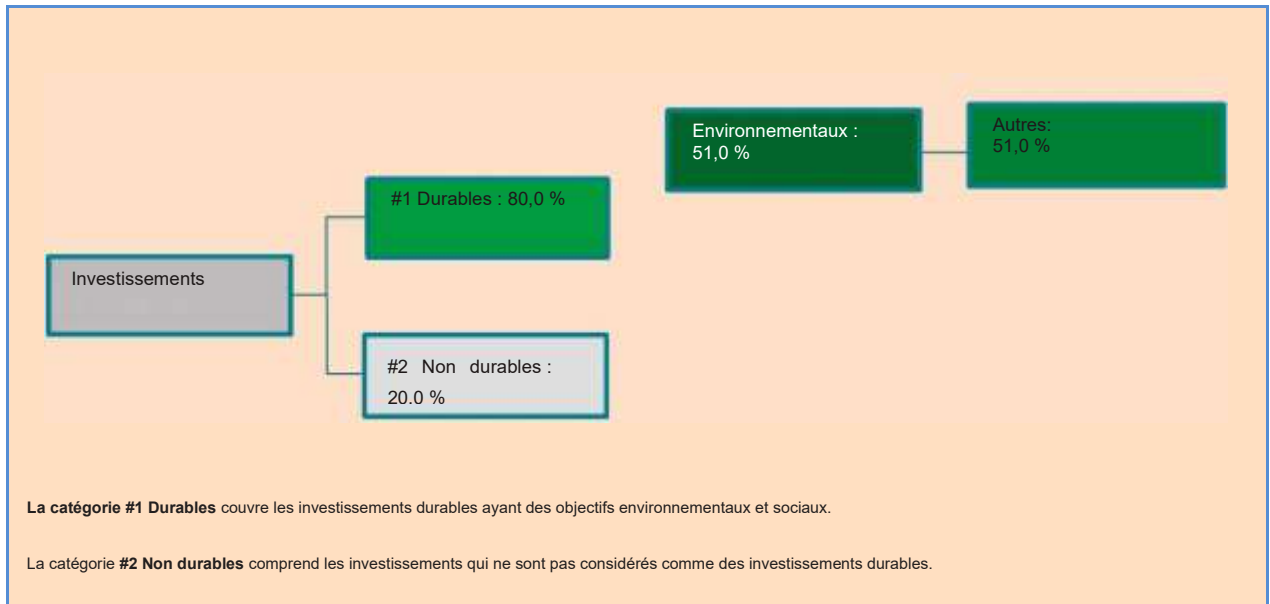 Environnementaux :
51,0 %
Autres:
51,0 %
#1 Durables : 80,0 %
Investissements
#2 Non durables :
20.0 %
La catégorie #1 Durables couvre les investissements durables ayant des objectifs environnementaux et sociaux.
La catégorie #2 Non durables comprend les investissements qui ne sont pas considérés comme des investissements durables.